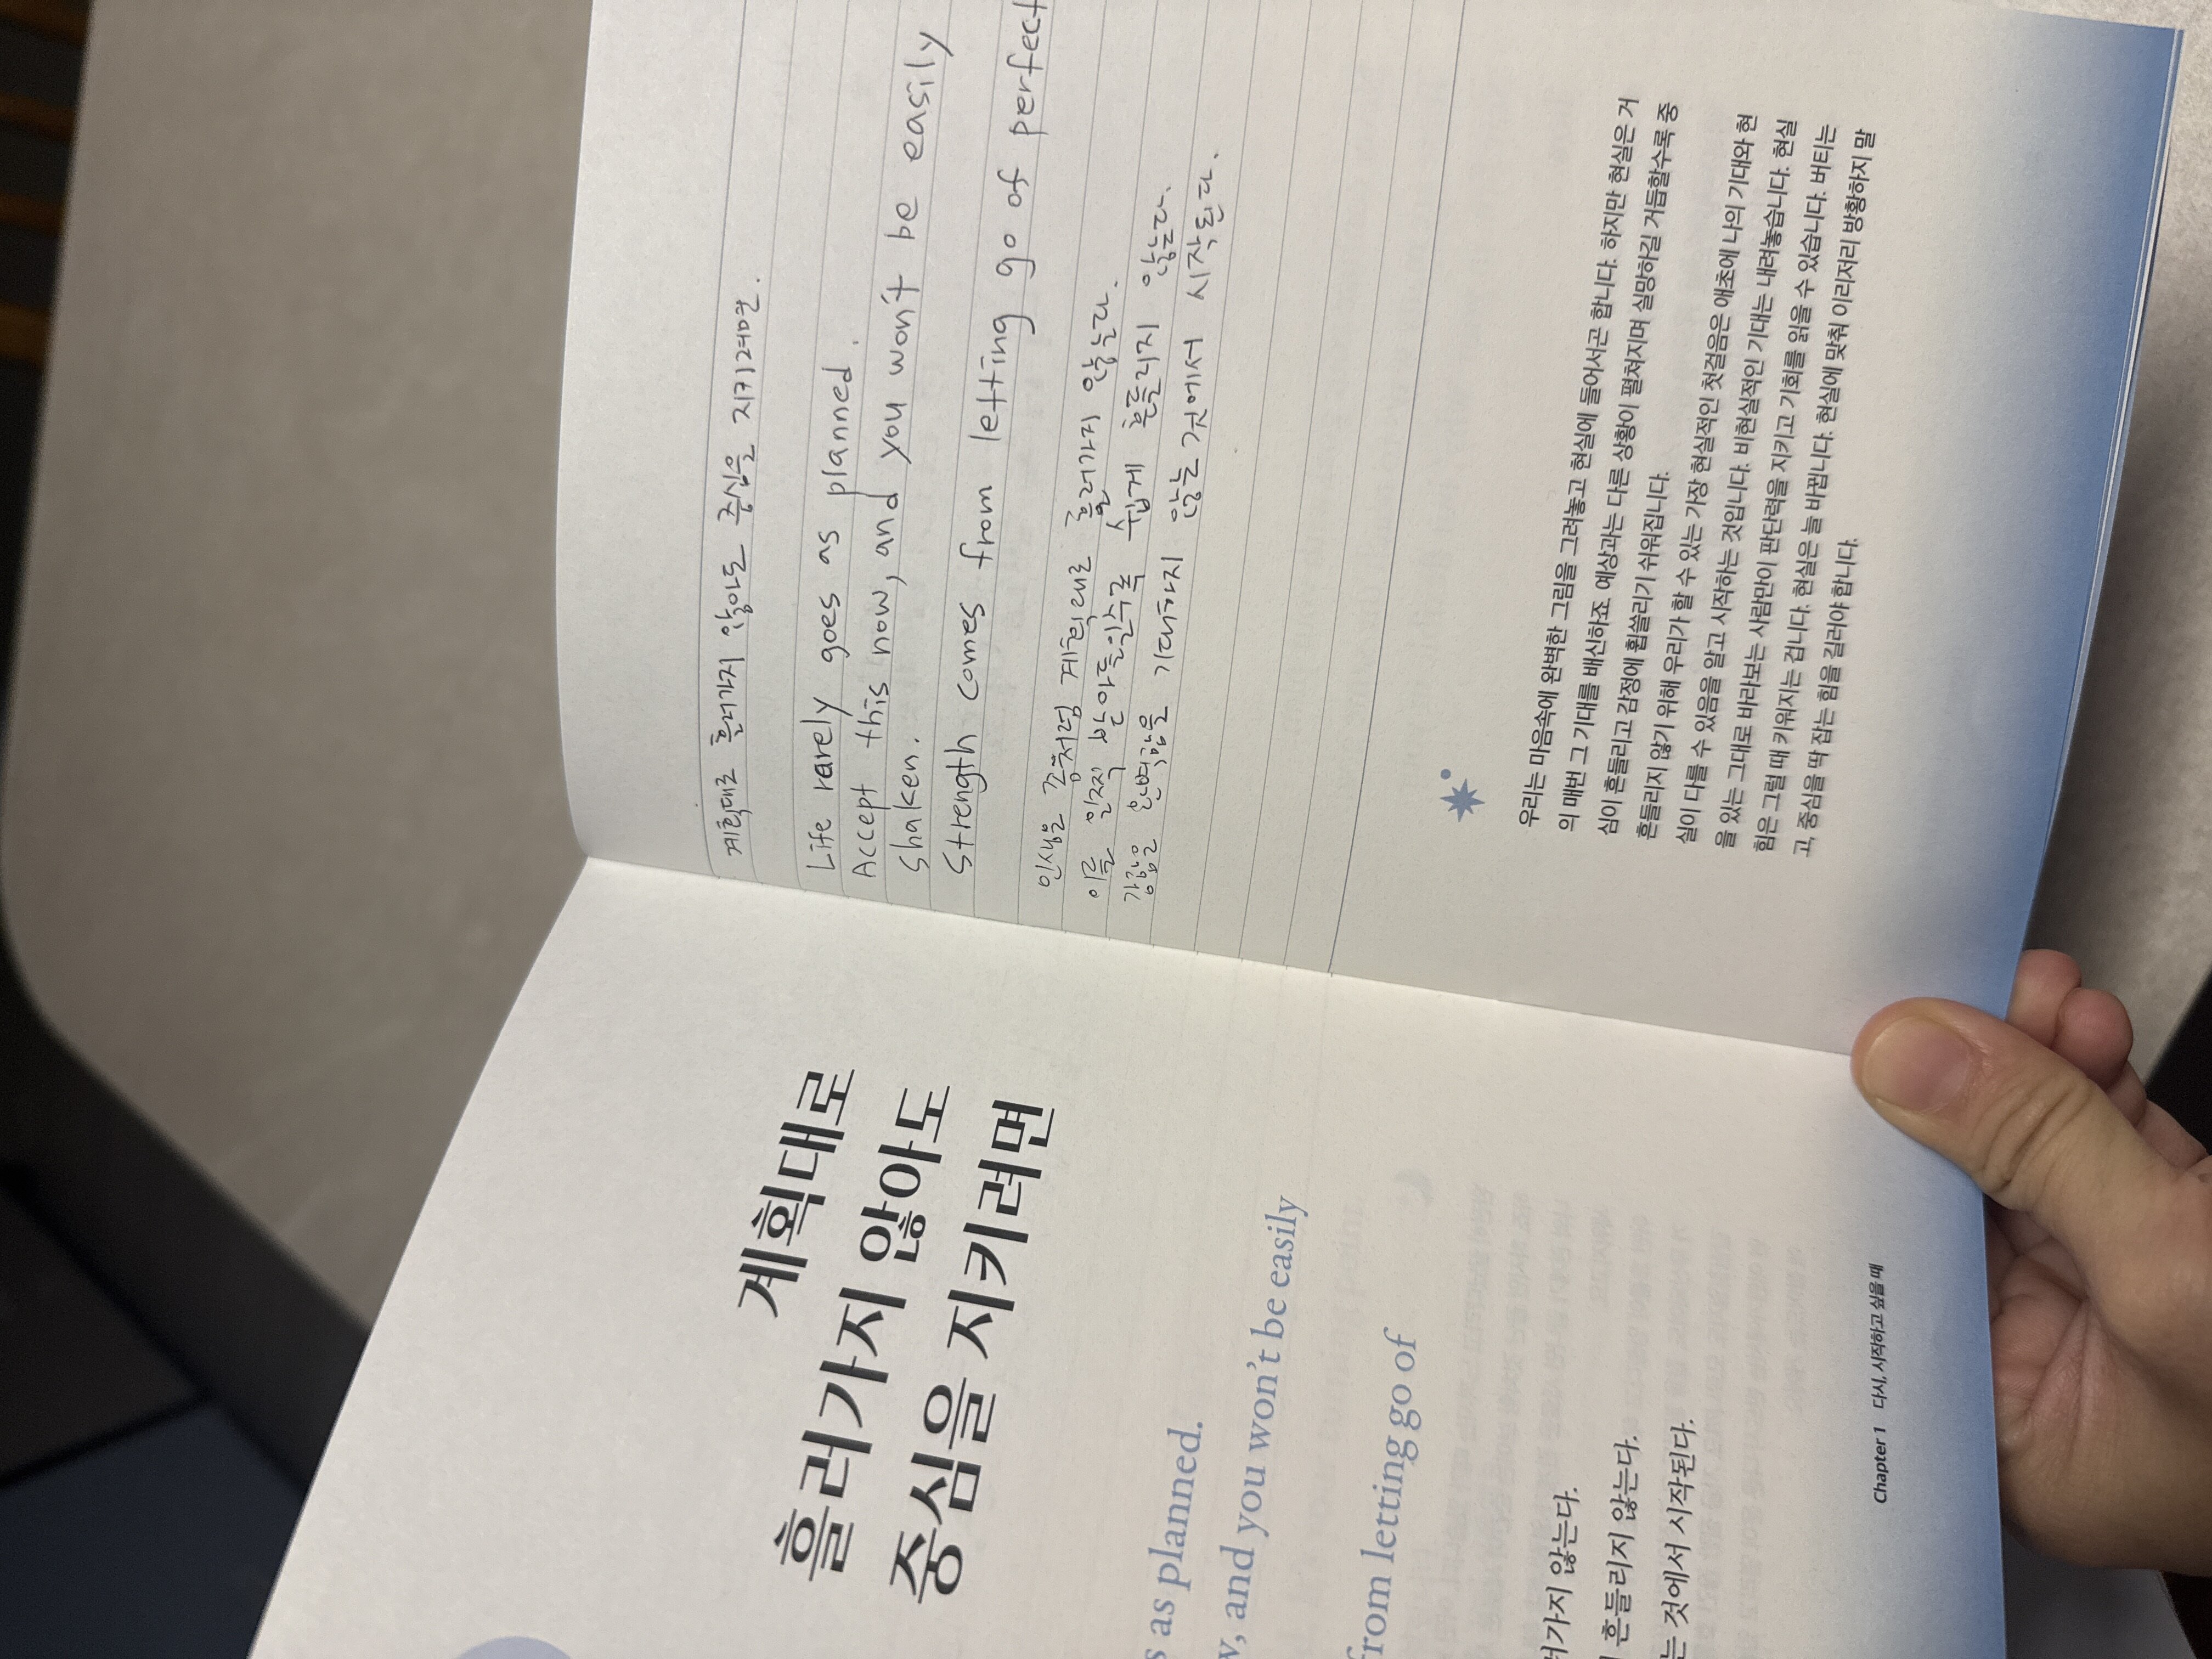 계획대로
흘러가지 않아도
중심을 지키려면
s as planned.
w, and you won't be easily
from letting go of
러가지 않는다.
흔들리지 않는다.
는 것에서 시작된다.
Chapter 1 다시, 시작하고 싶을 때
계획대로 흘러가지 않아도 중심을 지키려면.
Life rarely goes as planned.
Accept this now, and you won't be easily
shaken.
Strength comes from letting go of perfect
인생은 좀처럼 계획대로 흘러가지 않는다.
이를 일찍 받아들일수록 쉽게 흔들리지 않는다.
강함은 완벽함을 기대하지 않는 것에서 시작된다.
우리는 마음속에 완벽한 그림을 그려놓고 현실에 들어서곤 합니다. 하지만 현실은 거
의 매번 그 기대를 배신하죠. 예상과는 다른 상황이 펼쳐지며 실망하길 거듭할수록 중
심이 흔들리고 감정에 휩쓸리기 쉬워집니다.
흔들리지 않기 위해 우리가 할 수 있는 가장 현실적인 첫걸음은 애초에 나의 기대와 현
실이 다를 수 있음을 알고 시작하는 것입니다. 비현실적인 기대는 내려놓습니다. 현실
을 있는 그대로 바라보는 사람만이 판단력을 지키고 기회를 읽을 수 있습니다. 버티는
힘은 그럴 때 키워지는 겁니다. 현실은 늘 바뀝니다. 현실에 맞춰 이리저리 방황하지 말
고, 중심을 딱 잡는 힘을 길러야 합니다.